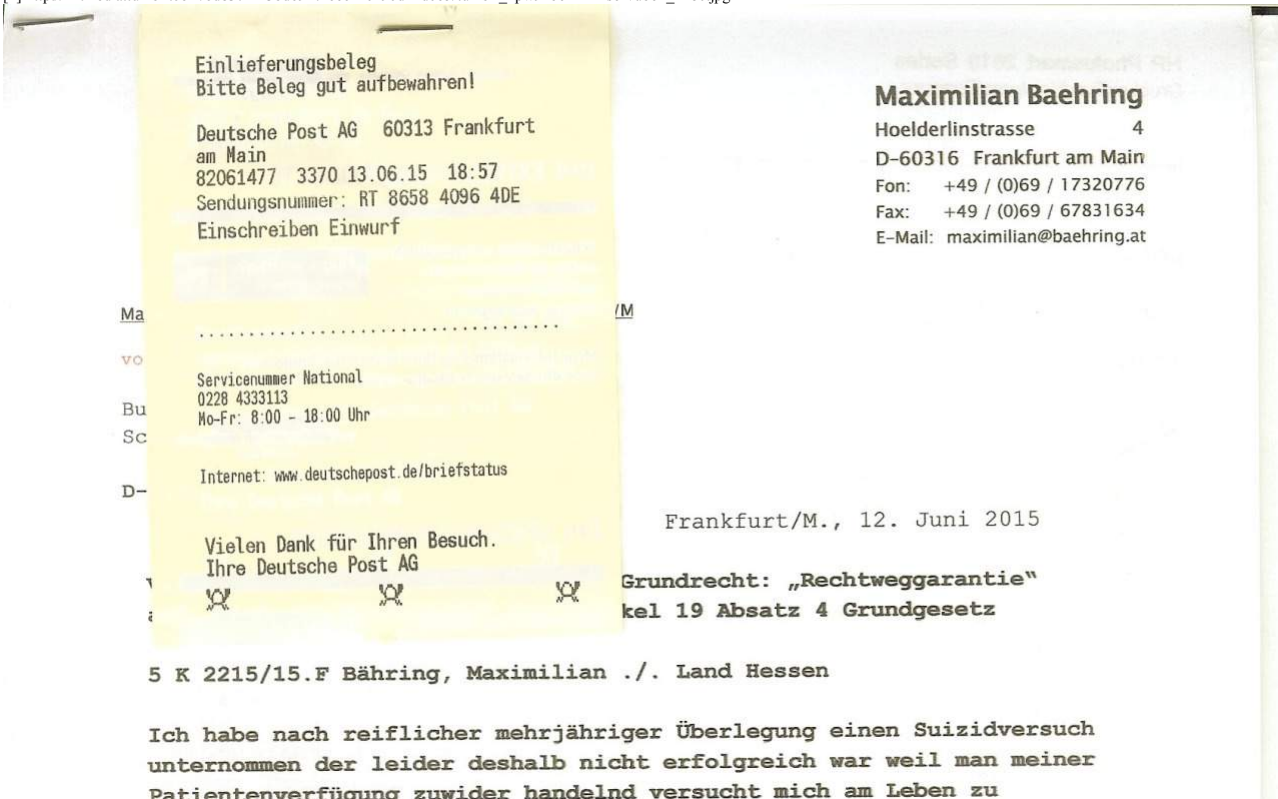 Einlieferungsbeleg
Bitte Beleg gut aufbewahren!
Deutsche Post AG 60313 Frankfurt
am Main
82061477 3370 13.06.15 18:57
Sendungsnummer: RT 8658 4096 4DE
Einschreiben Einwurf
Servicenummer National
0228 4333113
Mo-Fr: 8:00 - 18:00 Uhr
Internet: www.deutschepost.de/briefstatus
Vielen Dank für Ihren Besuch.
Ihre Deutsche Post AG
Maximilian Baehring
Hoelderlinstrasse 4
D-60316 Frankfurt am Main
Fon: +49 / (0)69 / 17320776
Fax: +49 / (0)69 / 67831634
E-Mail: maximilian@baehring.at
Ma /M
vo
Bu
Sc
D-
Frankfurt/M., 12. Juni 2015
Grundrecht: „Rechtweggarantie“
kel 19 Absatz 4 Grundgesetz
5 K 2215/15.F Bähring, Maximilian ./. Land Hessen
Ich habe nach reiflicher mehrjähriger Überlegung einen Suizidversuch
unternommen der leider deshalb nicht erfolgreich war weil man meiner
Patientenverfügung zuwider handelnd versucht mich am Leben zu